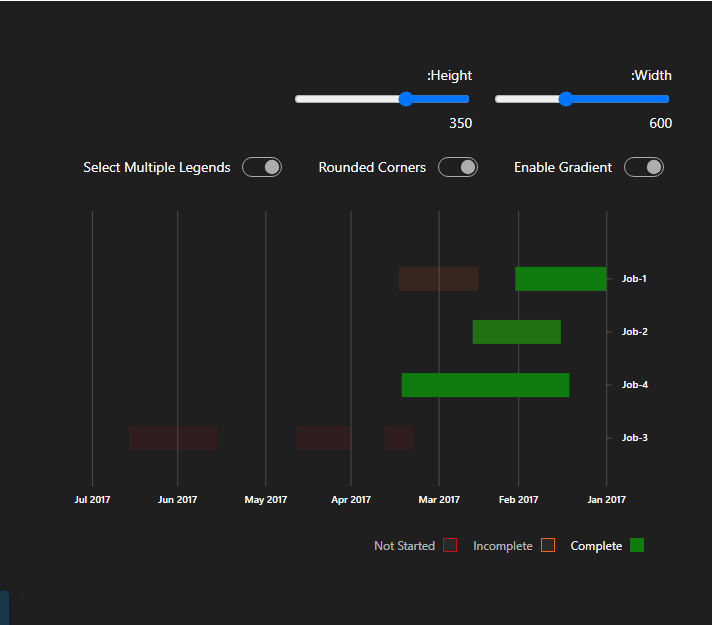 :Height
:Width
350
600
Select Multiple Legends
Rounded Corners
Enable Gradient
Job-1
Job-2
Job-4
Job-3
Jul 2017
Jun 2017
May 2017
Apr 2017
Mar 2017
Feb 2017
Jan 2017
Not Started
Incomplete
Complete